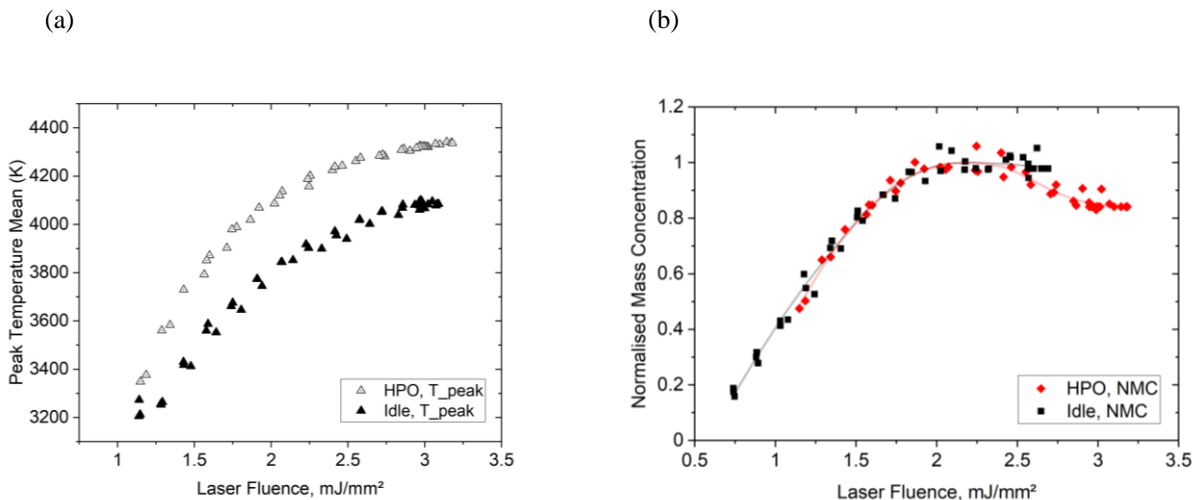 (a)
(b)
4400
4200
4000
3800
3600
3400
3200
Peak Temperature Mean (K)
1
1.5
2
2.5
3
3.5
Laser Fluence, mJ/mm²
HPO, T_peak
Idle, T_peak
1.2
1
0.8
0.6
0.4
0.2
0
Normalised Mass Concentration
0.5
1
1.5
2
2.5
3
3.5
Laser Fluence, mJ/mm²
HPO, NMC
Idle, NMC